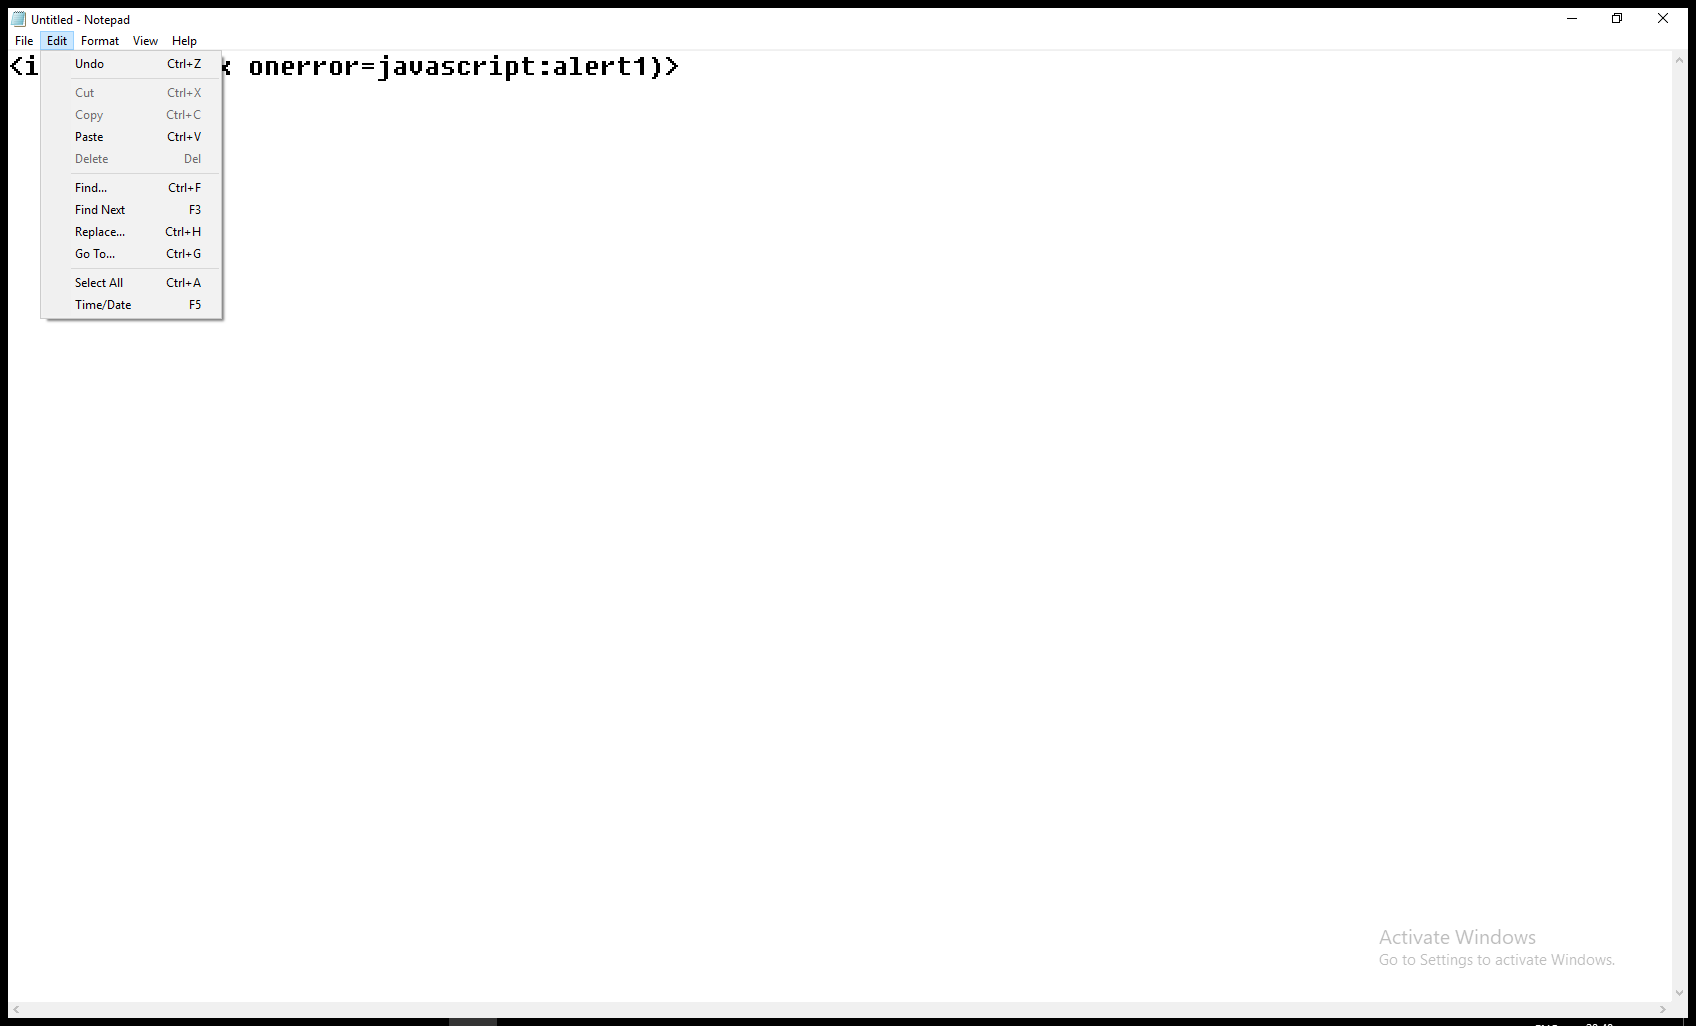 Untitled - Notepad
File Edit Format View Help
onerror=javascript:alert1)>
Undo Ctrl+Z
Cut Ctrl+X
Copy Ctrl+C
Paste Ctrl+V
Delete Del
Find... Ctrl+F
Find Next F3
Replace... Ctrl+H
Go To... Ctrl+G
Select All Ctrl+A
Time/Date F5
Activate Windows
Go to Settings to activate Windows.